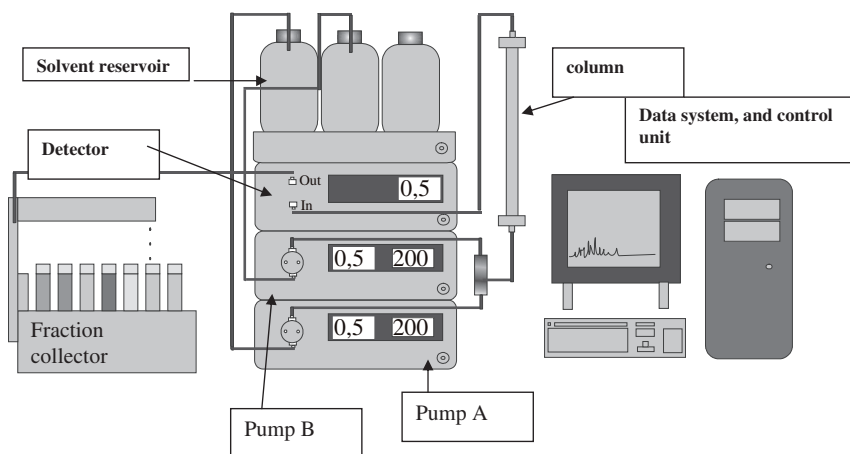 Solvent reservoir
column
Data system, and control
unit
Detector
Out
0,5
In
0,5 200
Fraction
collector
0,5 200
Pump B
Pump A